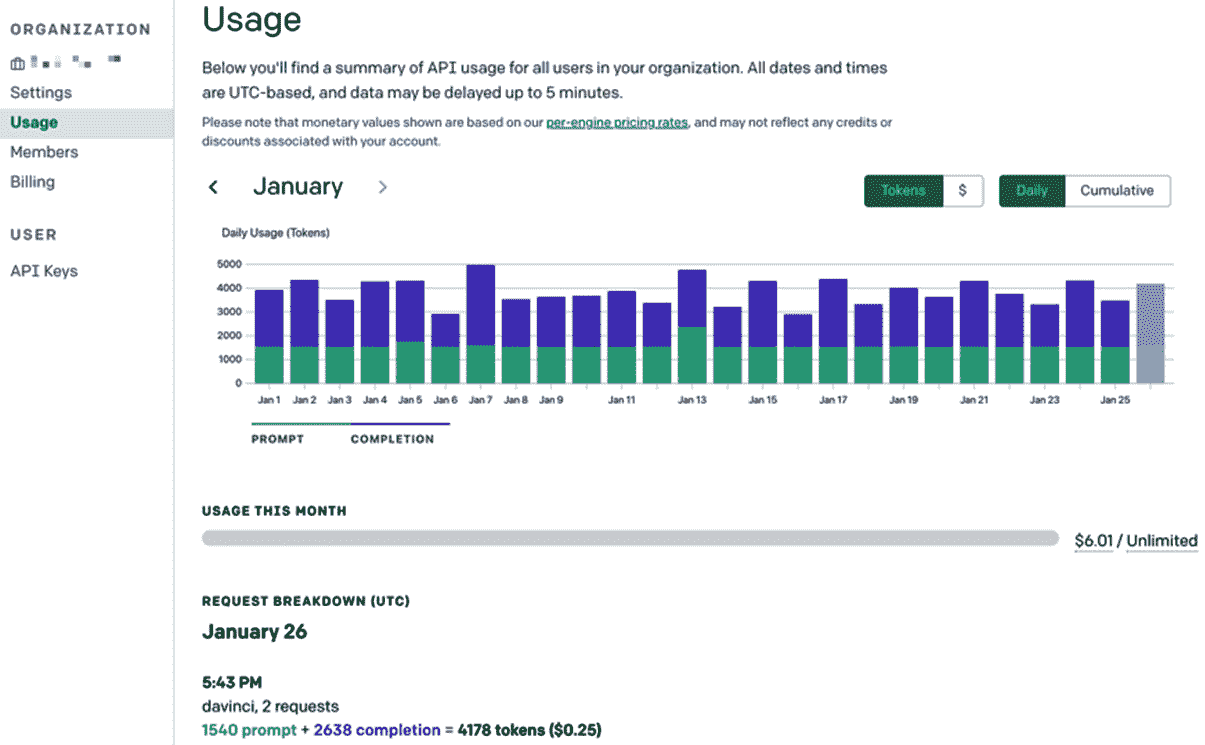 ORGANIZATION
Settings
Usage
Members
Billing
USER
API Keys
Usage
Below you'll find a summary of API usage for all users in your organization. All dates and times
are UTC-based, and data may be delayed up to 5 minutes.
Please note that monetary values shown are based on our per-engine pricing rates, and may not reflect any credits or
discounts associated with your account.
January
Tokens $ Daily Cumulative
Daily Usage (Tokens)
5000
4000
3000
2000
1000
0
Jan 1 Jan 2 Jan 3 Jan 4 Jan 5 Jan 6 Jan 7 Jan 8 Jan 9 Jan 11 Jan 13 Jan 15 Jan 17 Jan 19 Jan 21 Jan 23 Jan 25
PROMPT COMPLETION
USAGE THIS MONTH
$6.01 / Unlimited
REQUEST BREAKDOWN (UTC)
January 26
5:43 PM
davinci, 2 requests
1540 prompt + 2638 completion = 4178 tokens ($0.25)